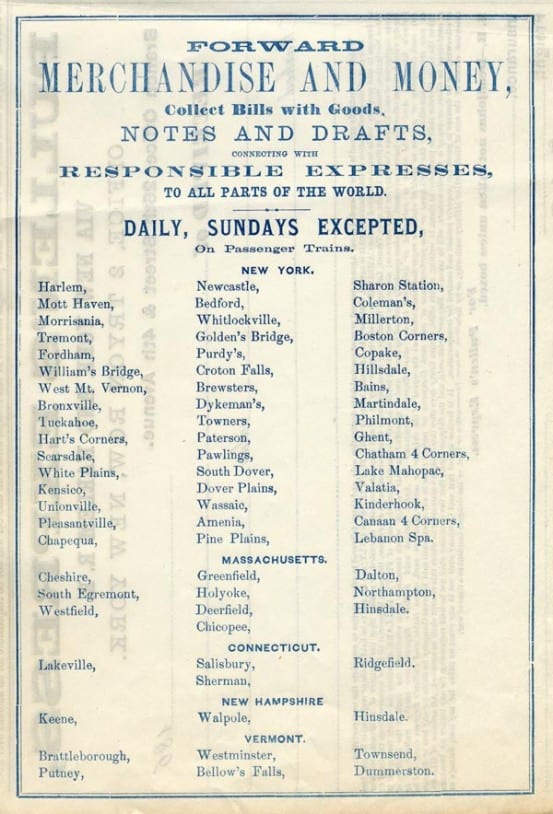 FORWARD
MERCHANDISE AND MONEY,
Collect Bills with Goods,
NOTES AND DRAFTS,
CONNECTING WITH
RESPONSIBLE EXPRESSES,
TO ALL PARTS OF THE WORLD.
DAILY, SUNDAYS EXCEPTED,
On Passenger Trains.
NEW YORK.
Harlem, Newcastle, Sharon Station,
Mott Haven, Bedford, Coleman's,
Morrisania, Whitlockville, Millerton,
Tremont, Golden's Bridge, Boston Corners,
Fordham, Purdy's, Copake,
William's Bridge, Croton Falls, Hillsdale,
West Mt. Vernon, Brewsters, Bains,
Bronxville, Dykeman's, Martindale,
Tuckahoe, Towners, Philmont,
Hart's Corners, Paterson, Ghent,
Scarsdale, Pawlings, Chatham 4 Corners,
White Plains, South Dover, Lake Mahopac,
Kensico, Dover Plains, Valatia,
Unionville, Wassaic, Kinderhook,
Pleasantville, Amenia, Canaan 4 Corners,
Chapequa, Pine Plains, Lebanon Spa.
MASSACHUSETTS.
Cheshire, Greenfield, Dalton,
South Egremont, Holyoke, Northampton,
Westfield, Deerfield, Hinsdale.
Chicopee,
CONNECTICUT.
Lakeville, Salisbury, Ridgefield.
Sherman,
NEW HAMPSHIRE
Keene, Walpole, Hinsdale.
VERMONT.
Brattleborough, Westminster, Townsend,
Putney, Bellow's Falls, Dummerston.